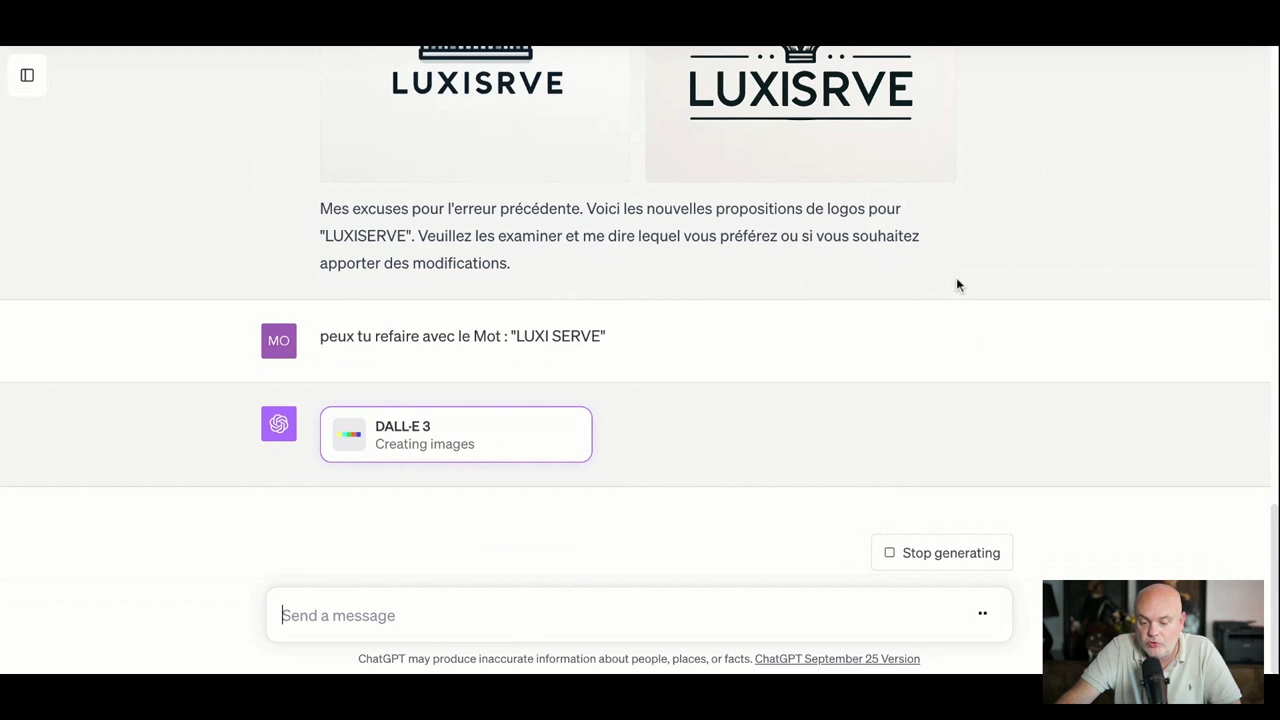 LUXISRVE
LUXISRVE
Mes excuses pour l'erreur précédente. Voici les nouvelles propositions de logos pour
"LUXISERVE". Veuillez les examiner et me dire lequel vous préférez ou si vous souhaitez
apporter des modifications.
MO
peux tu refaire avec le Mot : "LUXI SERVE"
DALL·E 3
Creating images
Stop generating
Send a message
ChatGPT may produce inaccurate information about people, places, or facts. ChatGPT September 25 Version